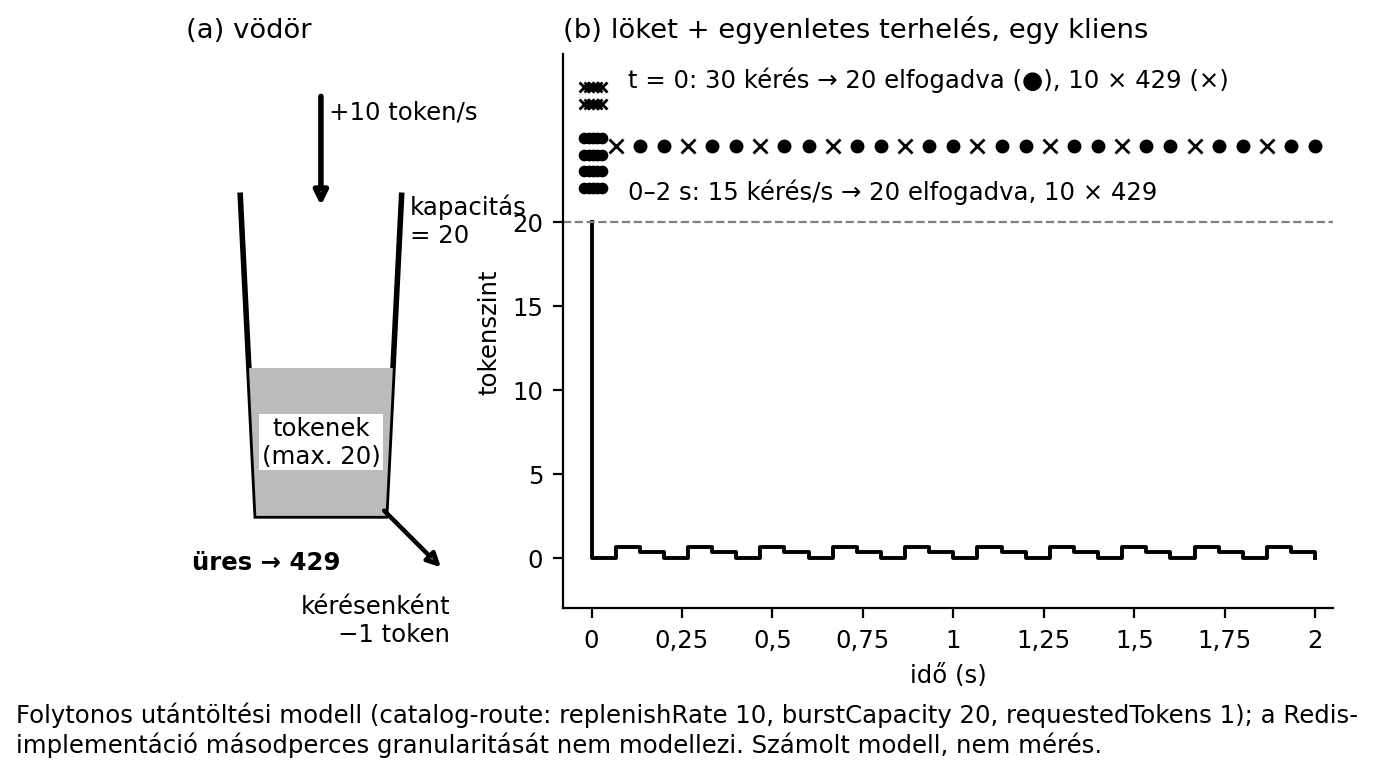 (a) vödör
+10 token/s
kapacitás
= 20
tokenek
(max. 20)
üres → 429
kérésenként
−1 token
(b) löket + egyenletes terhelés, egy kliens
t = 0: 30 kérés → 20 elfogadva (●), 10 × 429 (×)
0–2 s: 15 kérés/s → 20 elfogadva, 10 × 429
tokenszint
20
15
10
5
0
0 0,25 0,5 0,75 1 1,25 1,5 1,75 2
idő (s)
Folytonos utántöltési modell (catalog-route: replenishRate 10, burstCapacity 20, requestedTokens 1); a Redis-
implementáció másodperces granularitását nem modellezi. Számolt modell, nem mérés.